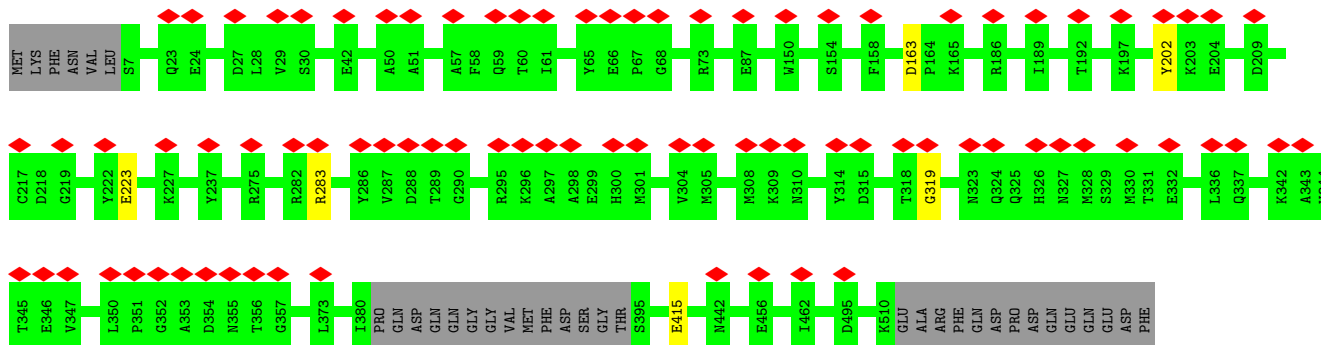 MET LYS PHE ASN VAL LEU S7 Q23 E24 D27 L28 V29 S30 E42 A50 A51 A57 F58 Q59 T60 I61 Y65 E66 P67 G68 R73 E87 W150 S154 F158 D163 P164 K165 R186 I189 T192 K197 Y202 K203 E204 D209
C217 D218 G219 Y222 E223 K227 Y237 R275 R282 R283 Y286 V287 D288 T289 G290 R295 K296 A297 A298 E299 H300 M301 V304 M305 M308 K309 N310 Y314 D315 T318 G319 N323 Q324 Q325 H326 N327 M328 S329 M330 T331 E332 L336 Q337 K342 A343
T345 E346 V347 L350 P351 G352 A353 D354 N355 T356 G357 L373 I380 PRO GLN ASP GLN GLN GLY GLY VAL MET PHE ASP SER GLY THR S395 E415 N442 E456 I462 D495 K510 GLU ALA ARG PHE GLN ASP PRO ASP GLN GLU GLN GLU ASP PHE